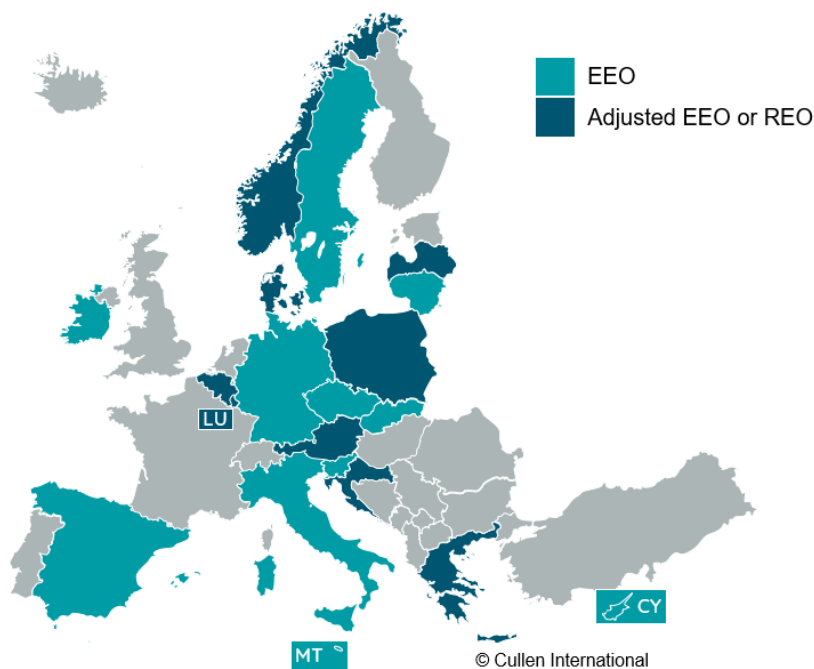 EEO
Adjusted EEO or REO
LU
CY
MT
© Cullen International